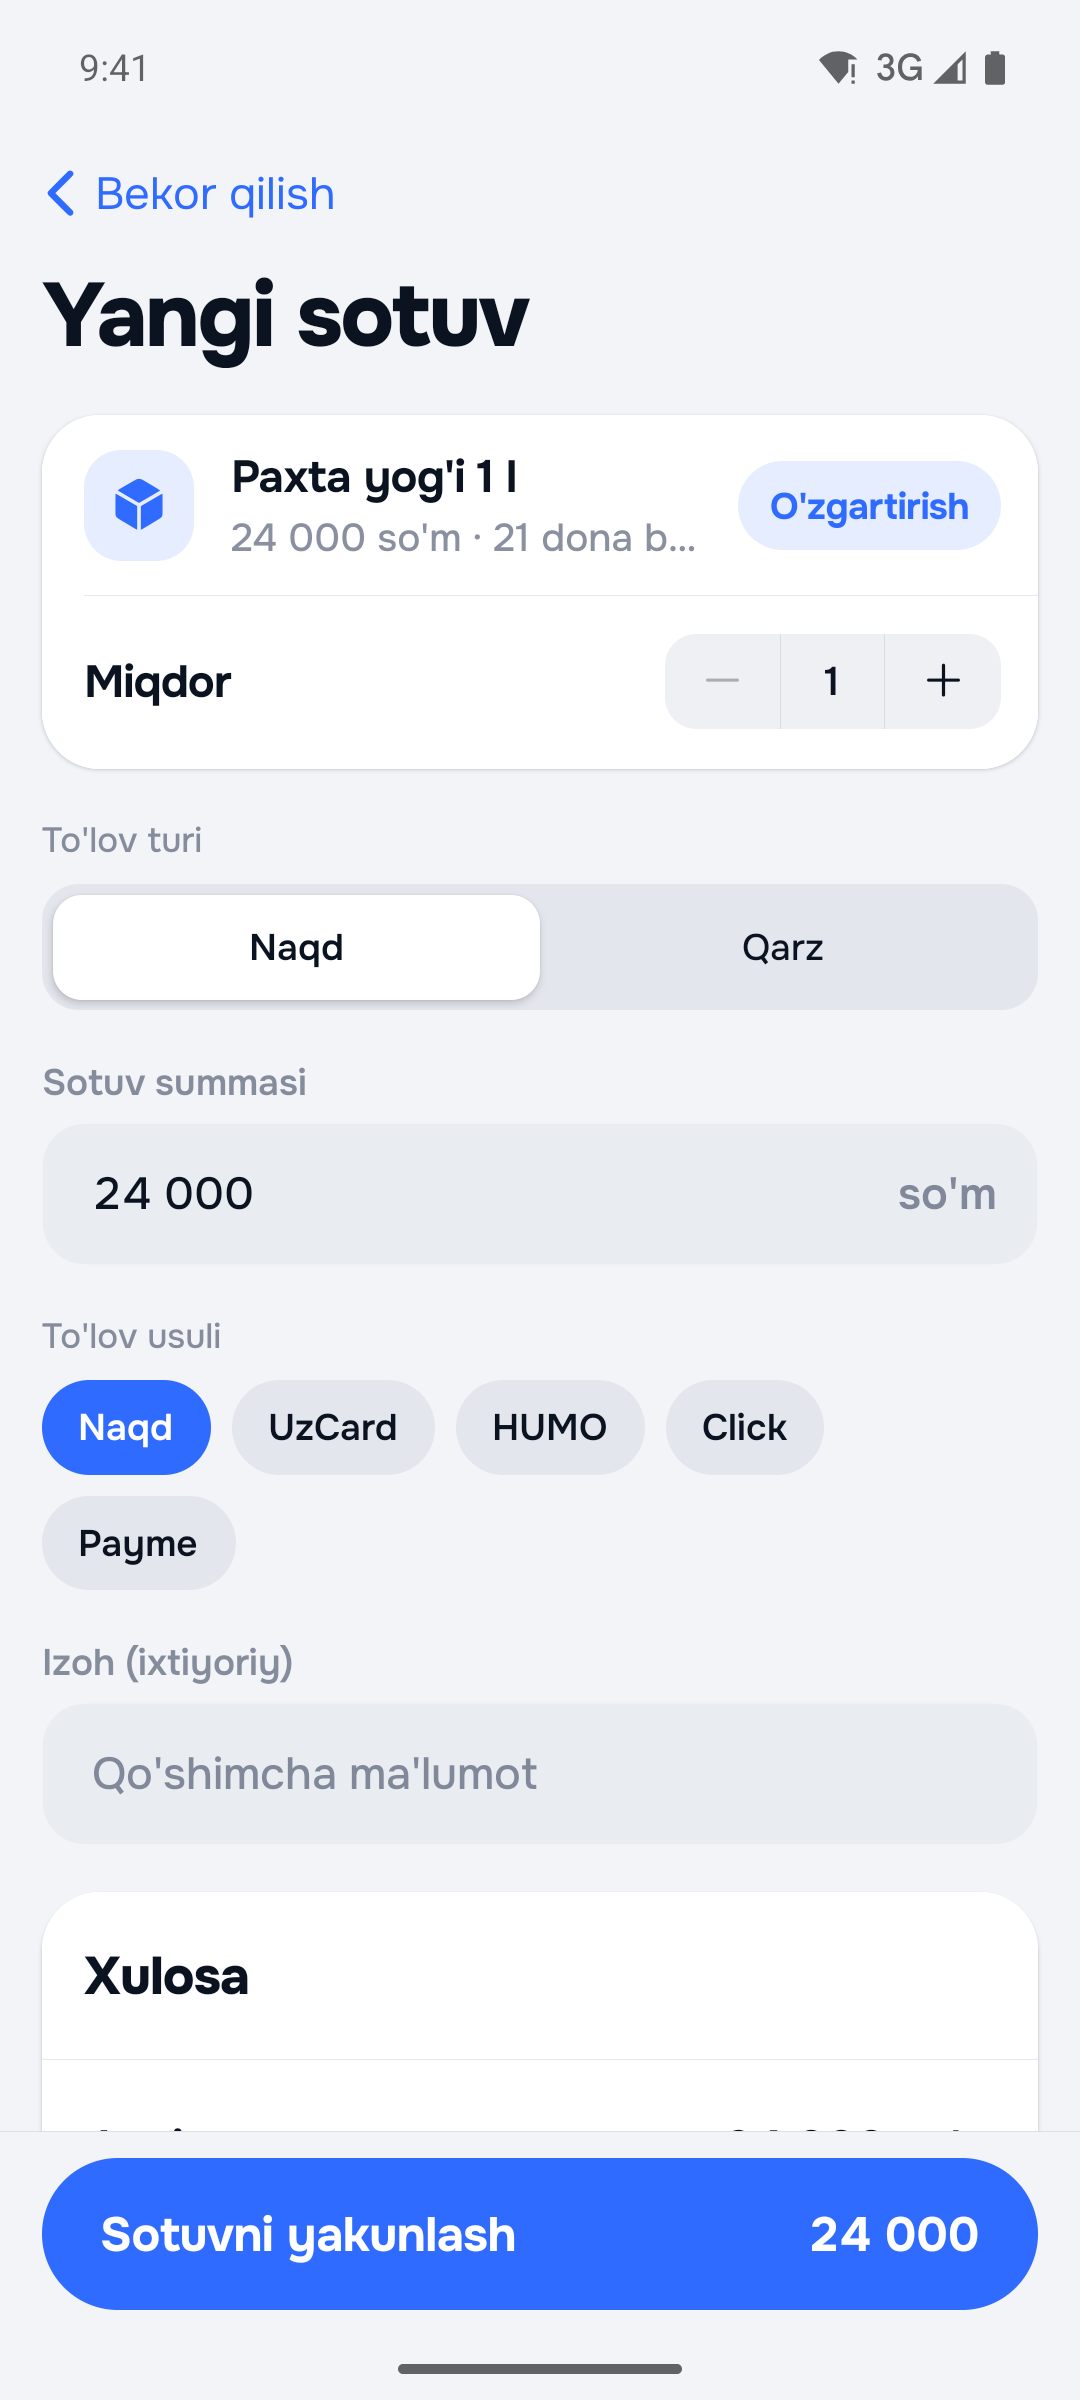 9:41
3G
Bekor qilish
Yangi sotuv
Paxta yog'i 1 l
24 000 so'm · 21 dona b...
O'zgartirish
Miqdor
1
To'lov turi
Naqd
Qarz
Sotuv summasi
24 000 so'm
To'lov usuli
Naqd
UzCard
HUMO
Click
Payme
Izoh (ixtiyoriy)
Qo'shimcha ma'lumot
Xulosa
Sotuvni yakunlash 24 000